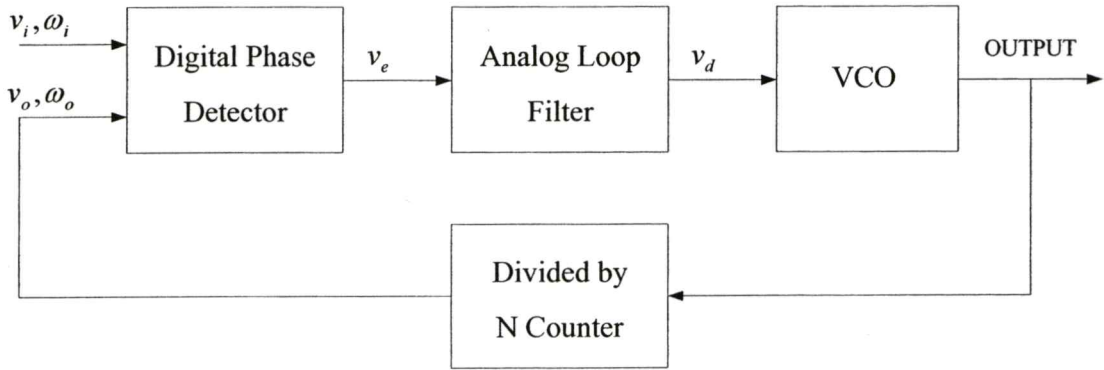 v_i, ω_i
v_o, ω_o
Digital Phase
Detector
v_e
Analog Loop
Filter
v_d
VCO
OUTPUT
Divided by
N Counter